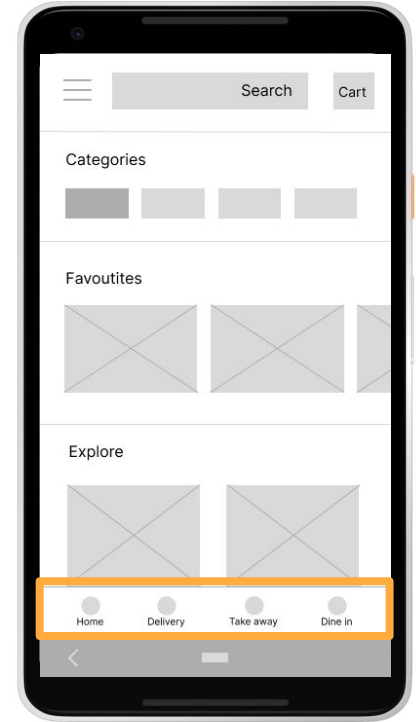 Search Cart
Categories
Favoutites
Explore
Home Delivery Take away Dine in